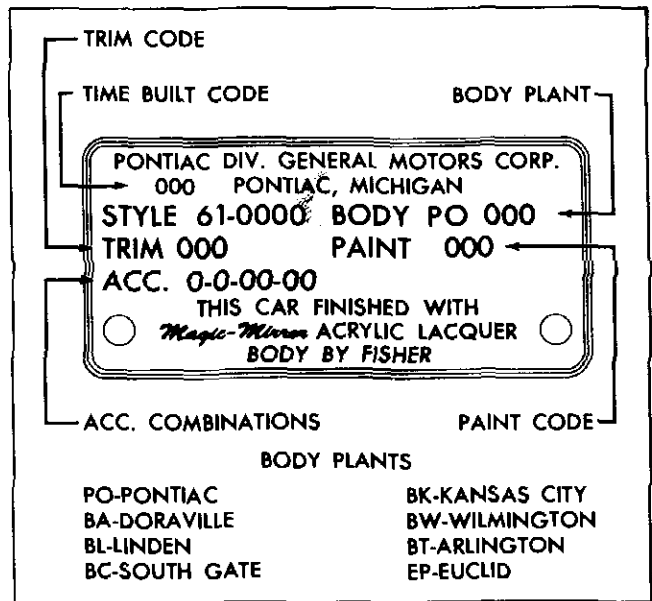 TRIM CODE
TIME BUILT CODE BODY PLANT
PONTIAC DIV. GENERAL MOTORS CORP.
000 PONTIAC, MICHIGAN
STYLE 61-0000 BODY PO 000
TRIM 000 PAINT 000
ACC. 0-0-00-00
THIS CAR FINISHED WITH
Magic-Mirror ACRYLIC LACQUER
BODY BY FISHER
ACC. COMBINATIONS PAINT CODE
BODY PLANTS
PO-PONTIAC BK-KANSAS CITY
BA-DORAVILLE BW-WILMINGTON
BL-LINDEN BT-ARLINGTON
BC-SOUTH GATE EP-EUCLID